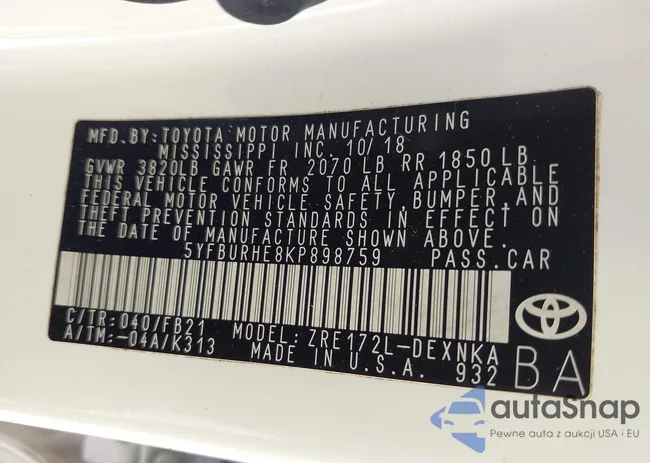 MFD.BY:TOYOTA MOTOR MANUFACTURING
MISSISSIPPI INC. 10/18
GVWR 3820LB GAWR FR 2070 LB RR 1850 LB
THIS VEHICLE CONFORMS TO ALL APPLICABLE
FEDERAL MOTOR VEHICLE SAFETY,BUMPER,AND
THEFT PREVENTION STANDARDS IN EFFECT ON
THE DATE OF MANUFACTURE SHOWN ABOVE.
5YFBURHE8KP898759 PASS.CAR
C/TR:040/FB21 MODEL: ZRE172L-DEXNKA
A/TM:-04A/K313 MADE IN U.S.A. 932 BA
autaSnap
Pewne auta z aukcji USA i EU